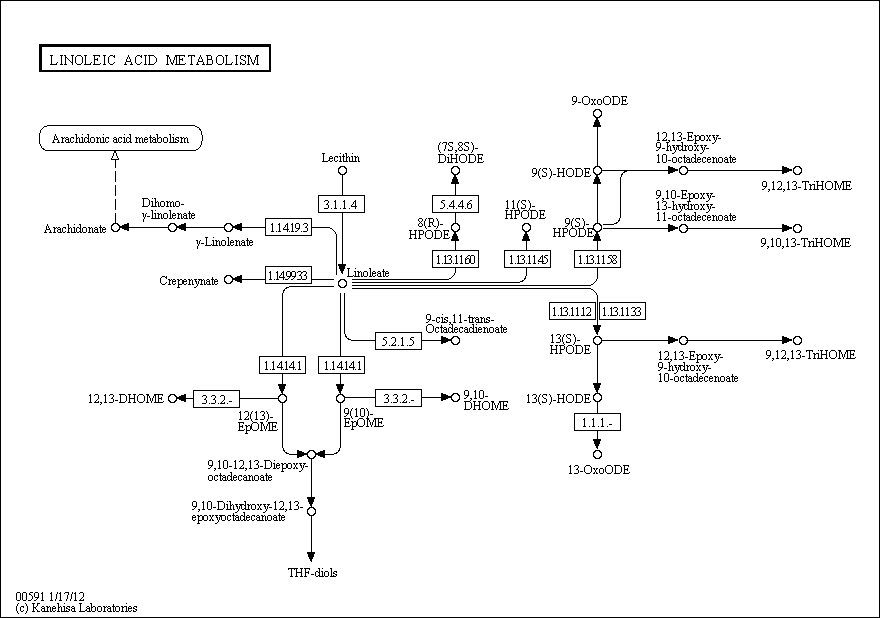 LINOLEIC ACID METABOLISM
9-OxoODE
Arachidonic acid metabolism
Lecithin
(7S,8S)-
DiHODE
9(S)-HODE
12,13-Epoxy-
9-hydroxy-
10-octadecenoate
9,12,13-TriHOME
Dihomo-
γ-linolenate
3.1.1.4
5.4.4.6
11(S)-
HPODE
9,10-Epoxy-
13-hydroxy-
11-octadecenoate
Arachidonate
1.14.19.3
8(R)-
HPODE
9(S)-
HPODE
9,10,13-TriHOME
γ-Linolenate
1.13.11.60
1.13.11.45
1.13.11.58
Crepenynate
1.14.99.33
Linoleate
9-cis,11-trans-
Octadecadienoate
1.13.11.12
1.13.11.33
5.2.1.5
13(S)-
HPODE
12,13-Epoxy-
9-hydroxy-
10-octadecenoate
9,12,13-TriHOME
1.14.14.1
1.14.14.1
12,13-DHOME
3.3.2.-
3.3.2.-
9,10-
DHOME
13(S)-HODE
12(13)-
EpOME
9(10)-
EpOME
1.1.1.-
9,10-12,13-Diepoxy-
octadecanoate
13-OxoODE
9,10-Dihydroxy-12,13-
epoxyoctadecanoate
THF-diols
00591 1/17/12
(c) Kanehisa Laboratories